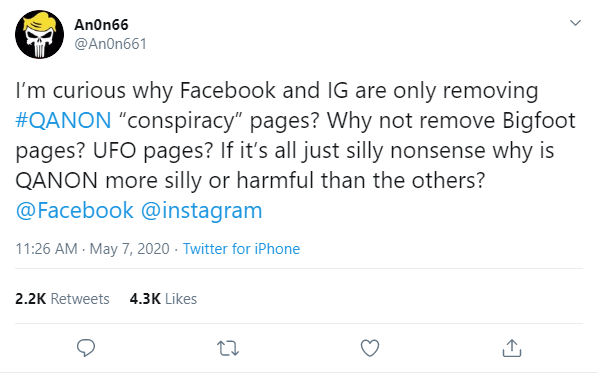 An0n66
@An0n661
I’m curious why Facebook and IG are only removing
#QANON “conspiracy” pages? Why not remove Bigfoot
pages? UFO pages? If it’s all just silly nonsense why is
QANON more silly or harmful than the others?
@Facebook @instagram
11:26 AM · May 7, 2020 · Twitter for iPhone
2.2K Retweets 4.3K Likes